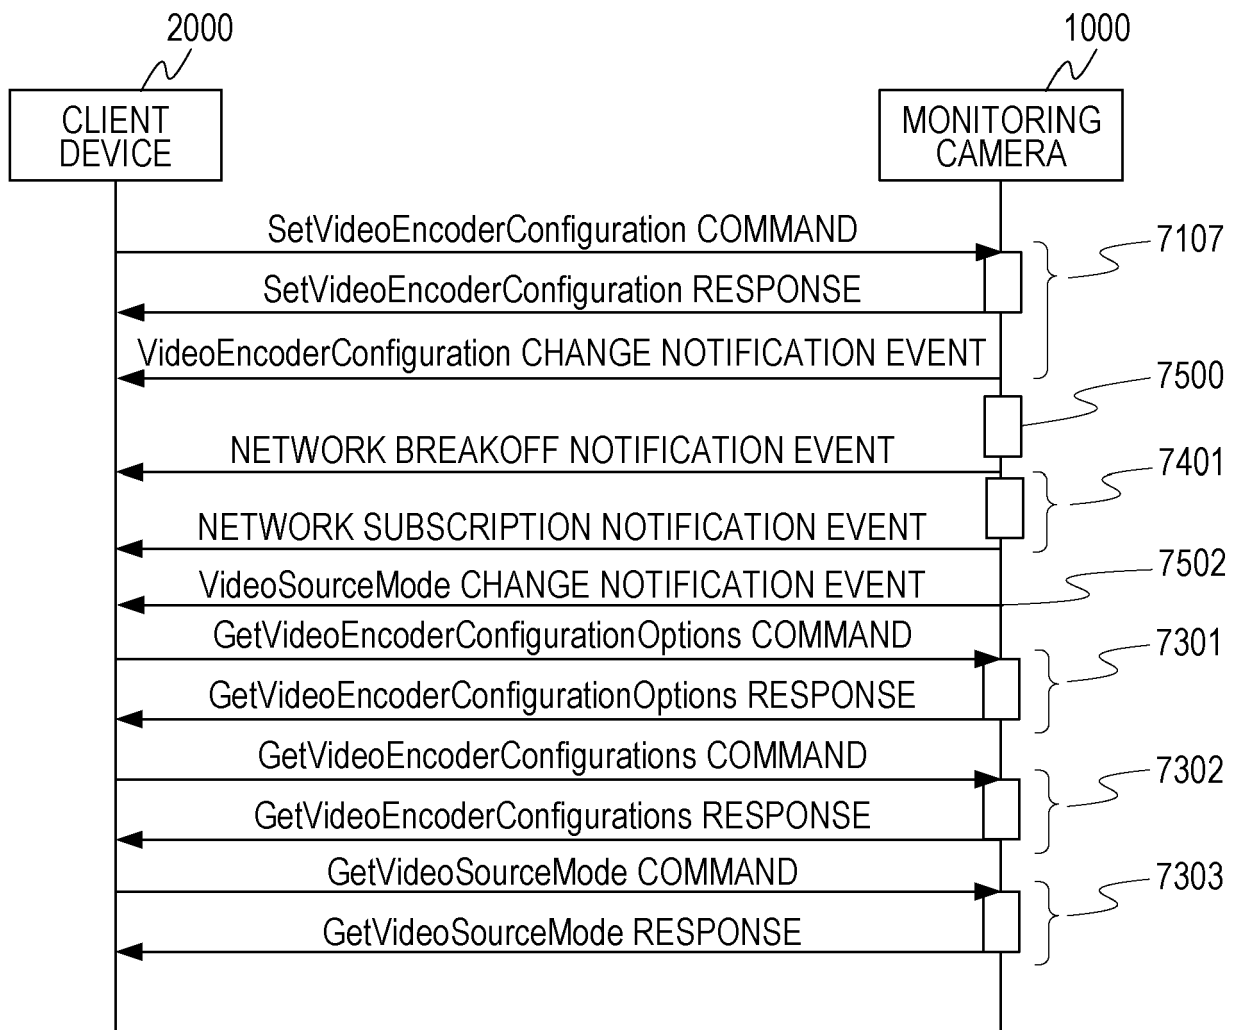 2000
1000
CLIENT
DEVICE
MONITORING
CAMERA
SetVideoEncoderConfiguration COMMAND
7107
SetVideoEncoderConfiguration RESPONSE
VideoEncoderConfiguration CHANGE NOTIFICATION EVENT
7500
NETWORK BREAKOFF NOTIFICATION EVENT
7401
NETWORK SUBSCRIPTION NOTIFICATION EVENT
7502
VideoSourceMode CHANGE NOTIFICATION EVENT
GetVideoEncoderConfigurationOptions COMMAND
7301
GetVideoEncoderConfigurationOptions RESPONSE
GetVideoEncoderConfigurations COMMAND
7302
GetVideoEncoderConfigurations RESPONSE
GetVideoSourceMode COMMAND
7303
GetVideoSourceMode RESPONSE